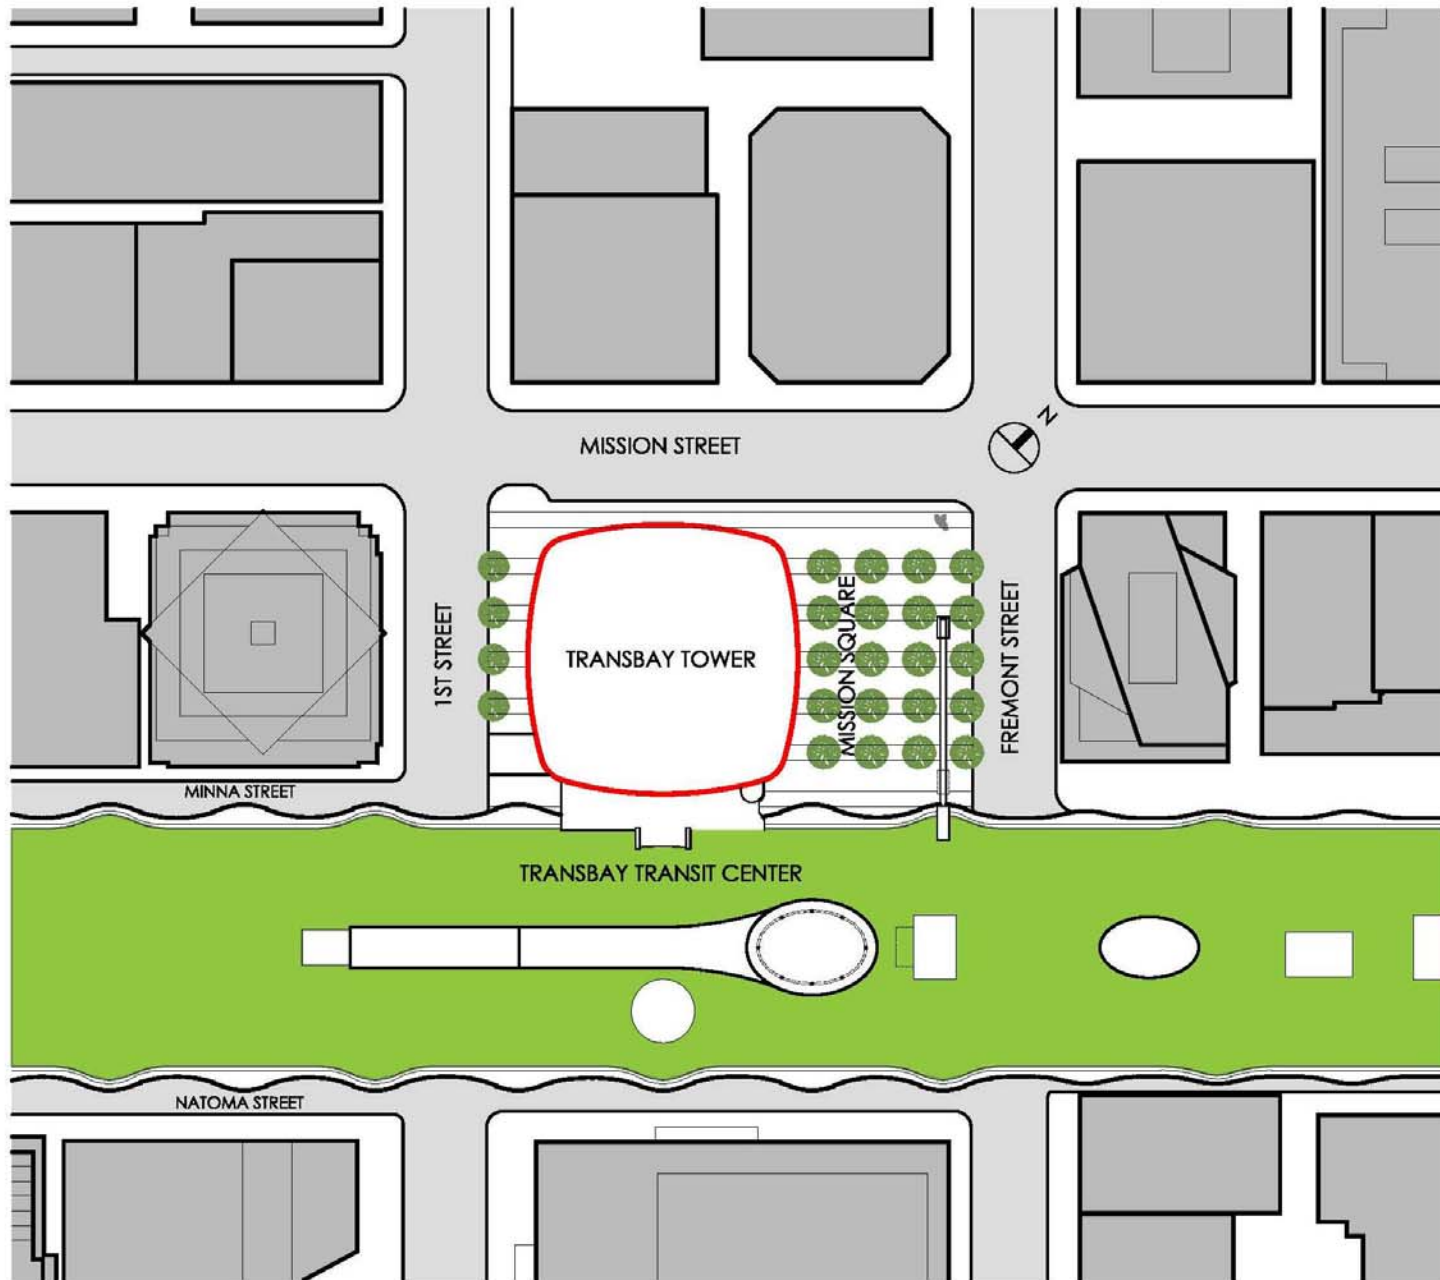 MISSION STREET
N
1ST STREET
TRANSBAY TOWER
MISSION SQUARE
FREMONT STREET
MINNA STREET
TRANSBAY TRANSIT CENTER
NATOMA STREET